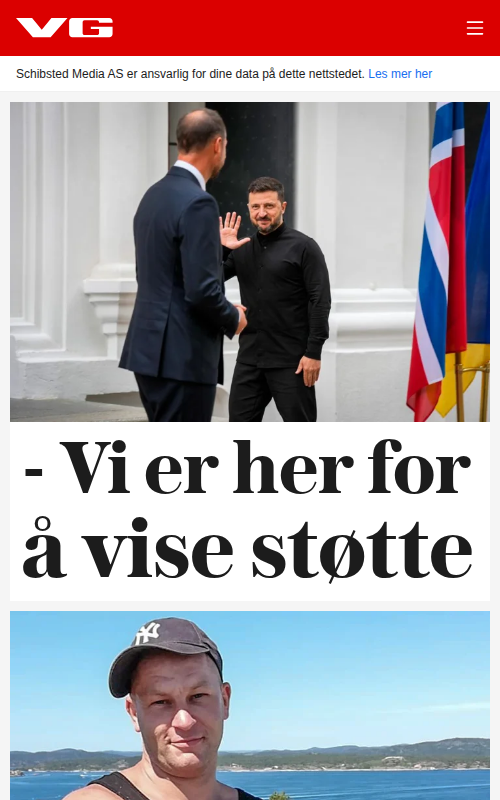 VG
Schibsted Media AS er ansvarlig for dine data på dette nettstedet. Les mer her
- Vi er her for
å vise støtte
NY